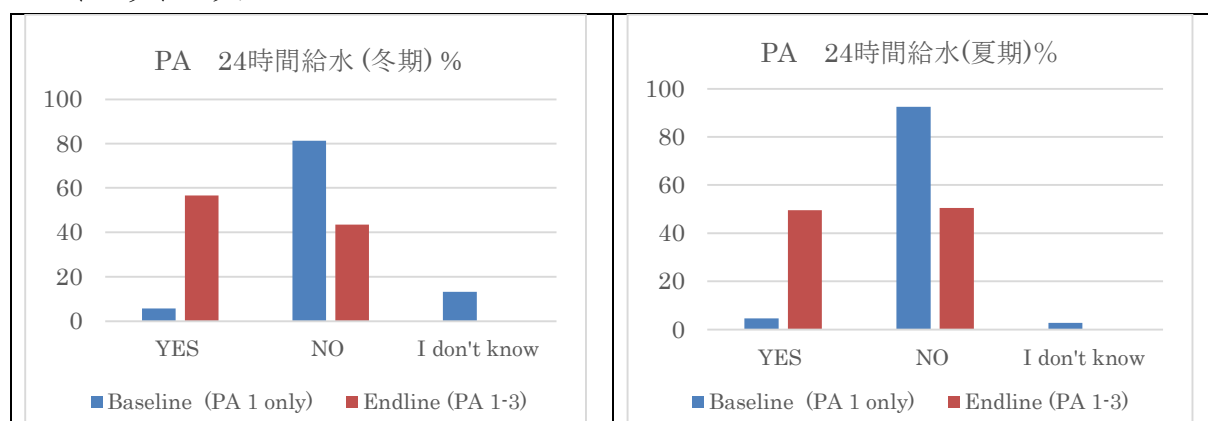 PA 24時間給水 (冬期) %
100
80
60
40
20
0
YES NO I don't know
Baseline (PA 1 only) Endline (PA 1-3)
PA 24時間給水(夏期)%
100
80
60
40
20
0
YES NO I don't know
Baseline (PA 1 only) Endline (PA 1-3)